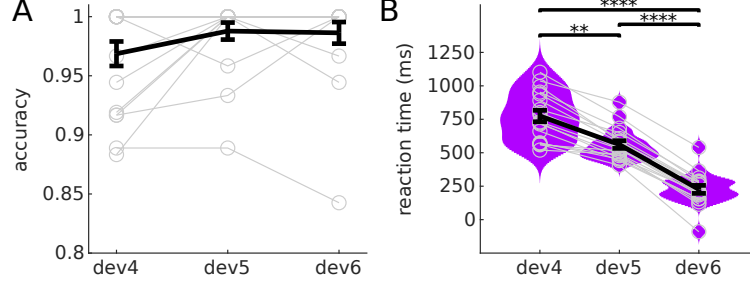 A
accuracy
1
0.95
0.9
0.85
0.8
dev4 dev5 dev6
B
****
** ****
reaction time (ms)
1250
1000
750
500
250
0
dev4 dev5 dev6